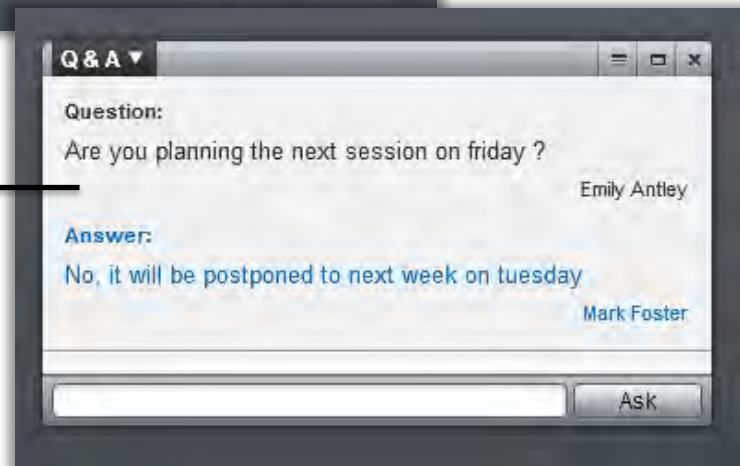 Q & A ▼
Question:
Are you planning the next session on friday ?
Emily Antley
Answer:
No, it will be postponed to next week on tuesday
Mark Foster
Ask